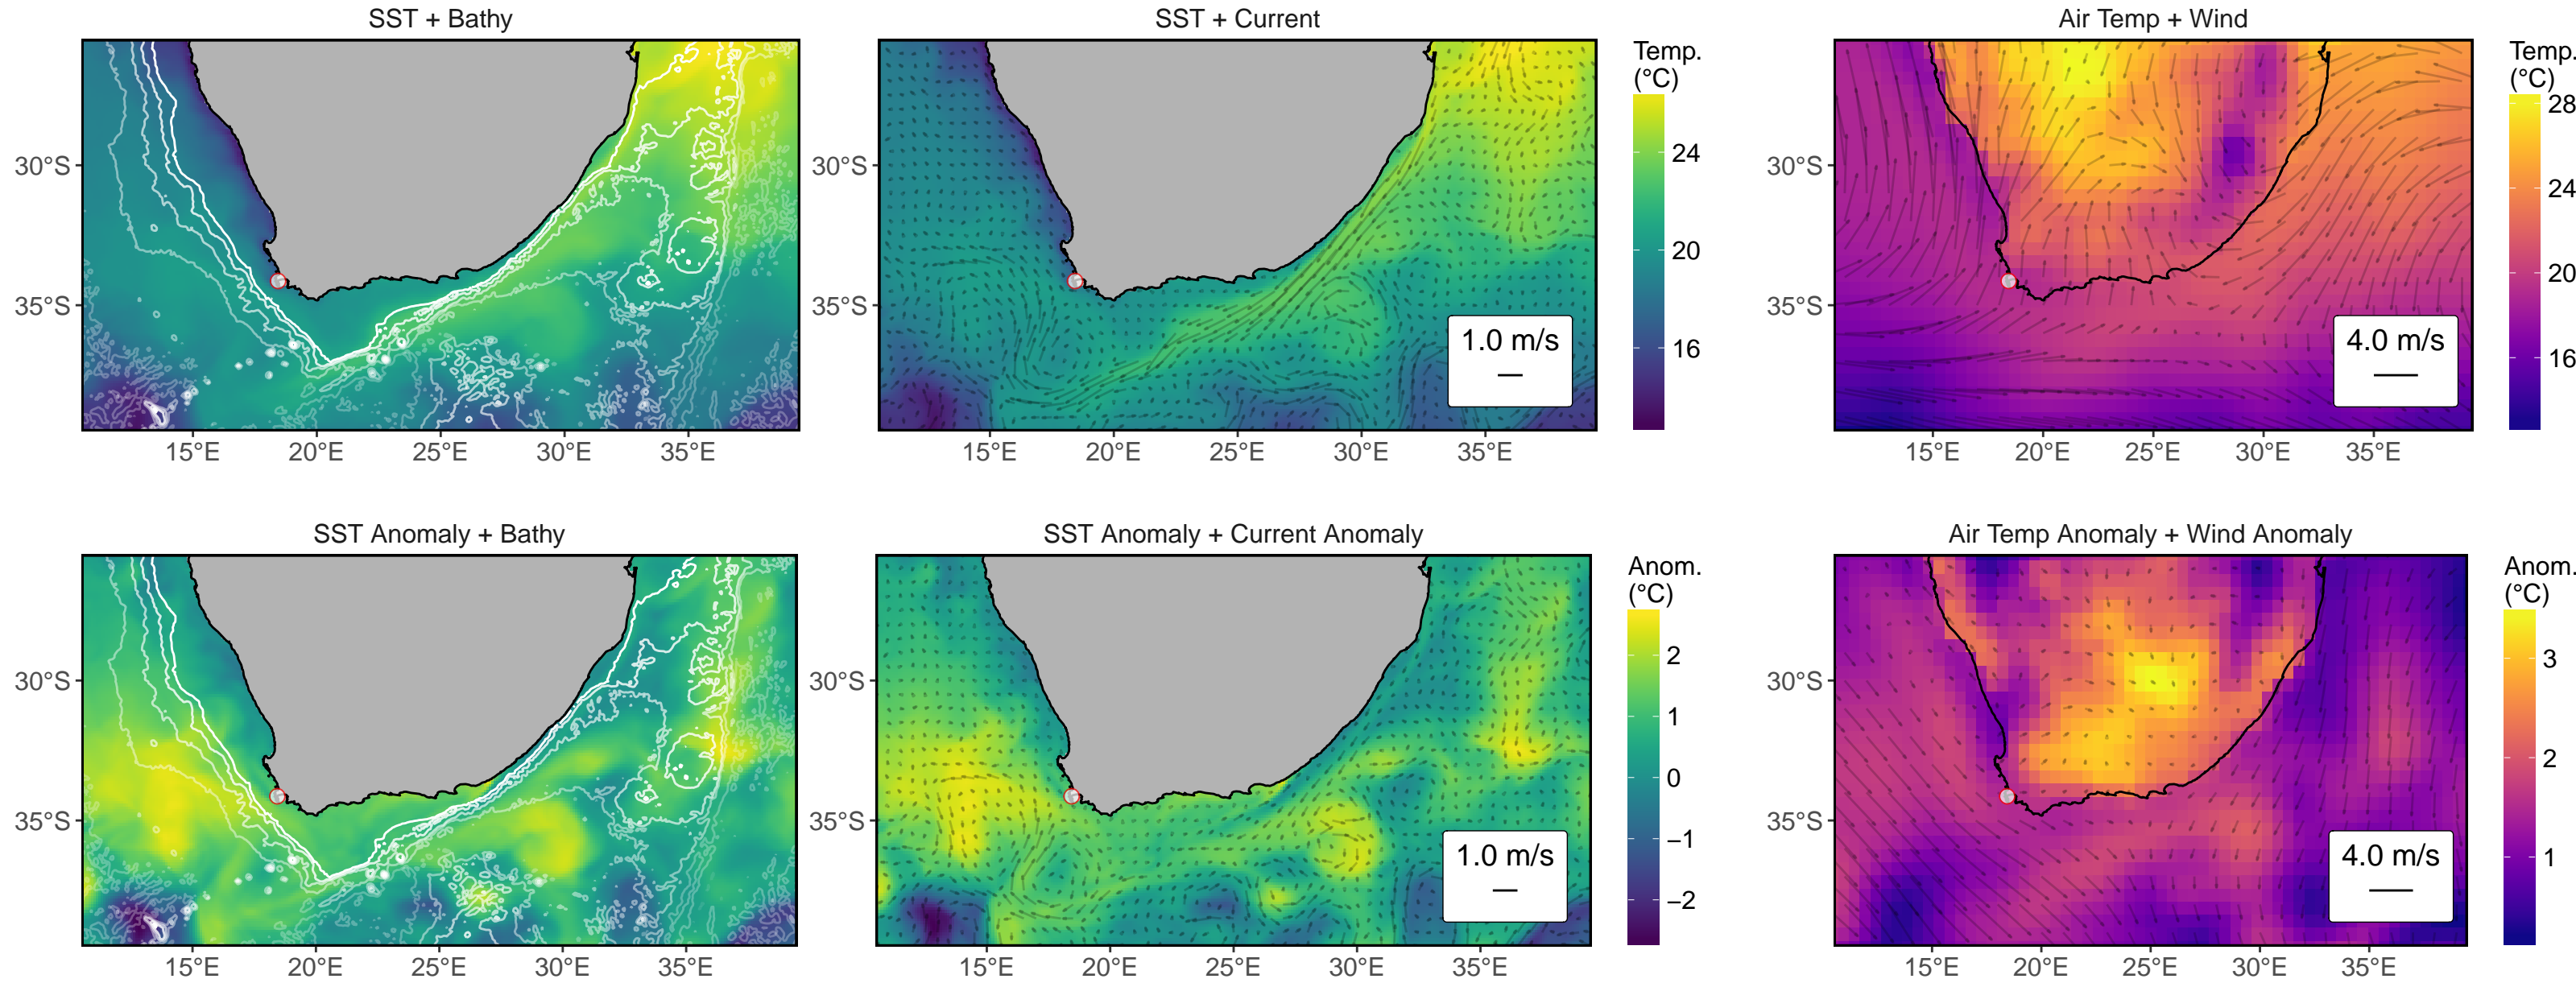 SST + Bathy
SST + Current
Air Temp + Wind
30°S
35°S
15°E
20°E
25°E
30°E
35°E
30°S
35°S
15°E
20°E
25°E
30°E
35°E
1.0 m/s
Temp.
(°C)
24
20
16
30°S
35°S
15°E
20°E
25°E
30°E
35°E
4.0 m/s
Temp.
(°C)
28
24
20
16
SST Anomaly + Bathy
SST Anomaly + Current Anomaly
Air Temp Anomaly + Wind Anomaly
30°S
35°S
15°E
20°E
25°E
30°E
35°E
30°S
35°S
15°E
20°E
25°E
30°E
35°E
1.0 m/s
Anom.
(°C)
2
1
0
−1
−2
30°S
35°S
15°E
20°E
25°E
30°E
35°E
4.0 m/s
Anom.
(°C)
3
2
1